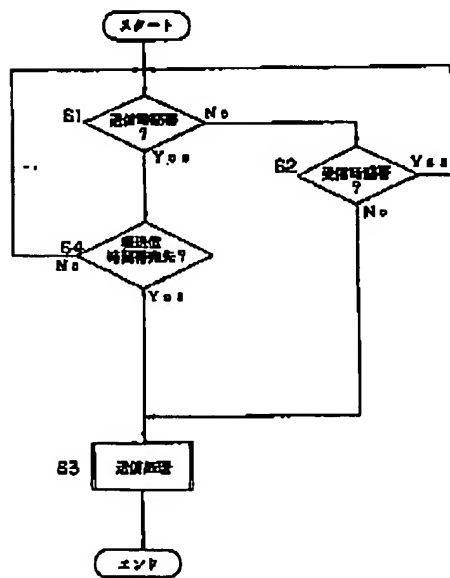 スタート
S1
送信時間帯
?
No
Yes
S2
受信時間帯
?
Yes
No
S4
No
Yes
S3
送信処理
エンド